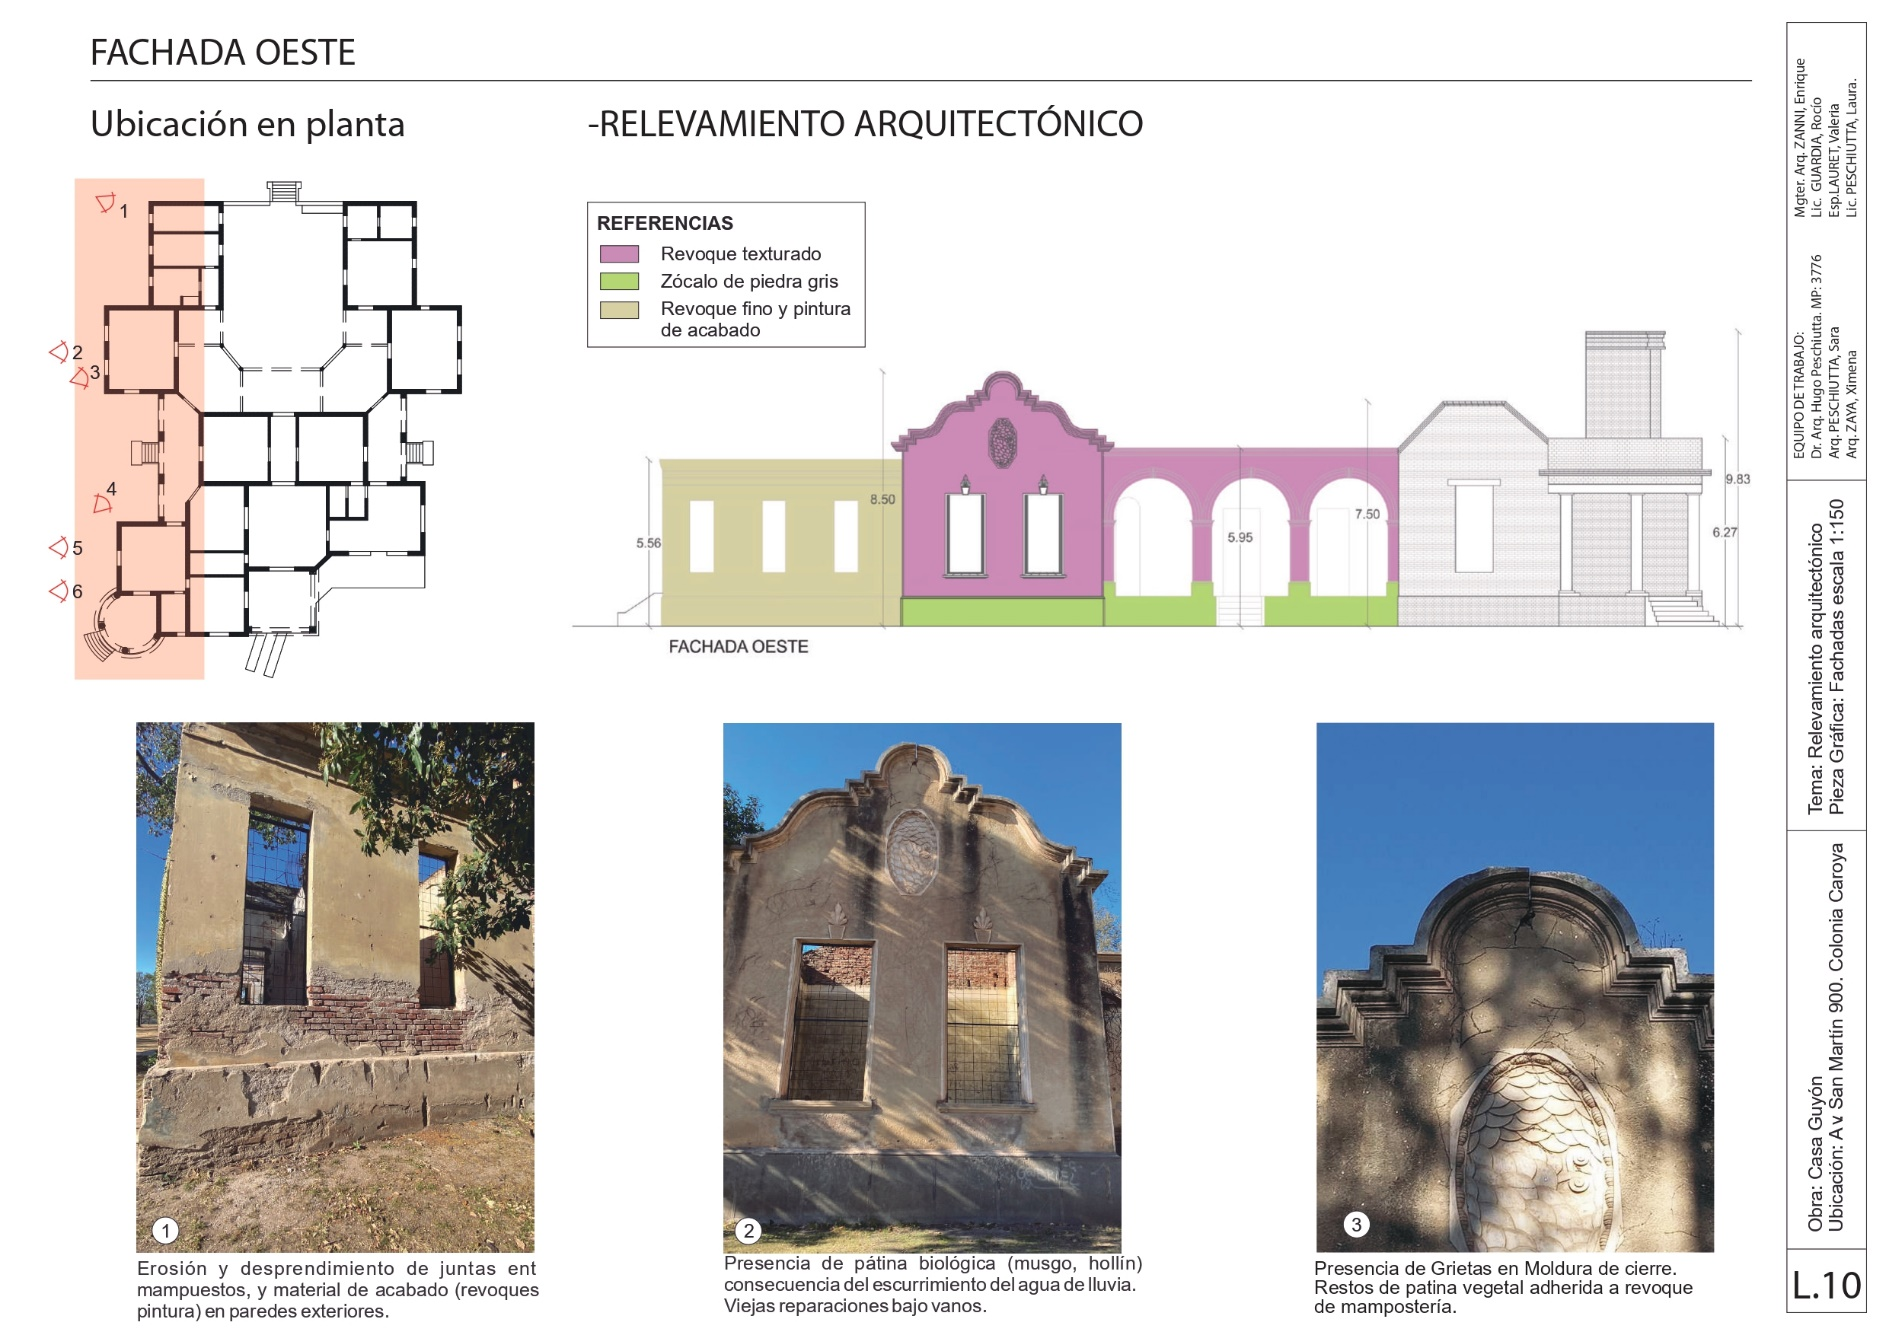 FACHADA OESTE
Ubicación en planta
1
2
3
4
5
6
-RELEVAMIENTO ARQUITECTÓNICO
REFERENCIAS
Revoque texturado
Zócalo de piedra gris
Revoque fino y pintura
de acabado
5.56
8.50
5.95
7.50
6.27
9.83
FACHADA OESTE
1
Erosión y desprendimiento de juntas ent
mampuestos, y material de acabado (revoques
pintura) en paredes exteriores.
2
Presencia de pátina biológica (musgo, hollín)
consecuencia del escurrimiento del agua de lluvia.
Viejas reparaciones bajo vanos.
3
Presencia de Grietas en Moldura de cierre.
Restos de patina vegetal adherida a revoque
de mampostería.
Mgter. Arq. ZANNI, Enrique
Lic. GUARDIA, Rocío
Esp.LAURET, Valeria
Lic. PESCHIUTTA, Laura.
EQUIPO DE TRABAJO:
Dr. Arq. Hugo Peschiutta. MP: 3776
Arq. PESCHIUTTA, Sara
Arq. ZAYA, XImena
Tema: Relevamiento arquitectónico
Pieza Gráfica: Fachadas escala 1:150
Obra: Casa Guyón
Ubicación: Av. San Martín 900. Colonia Caroya
L.10